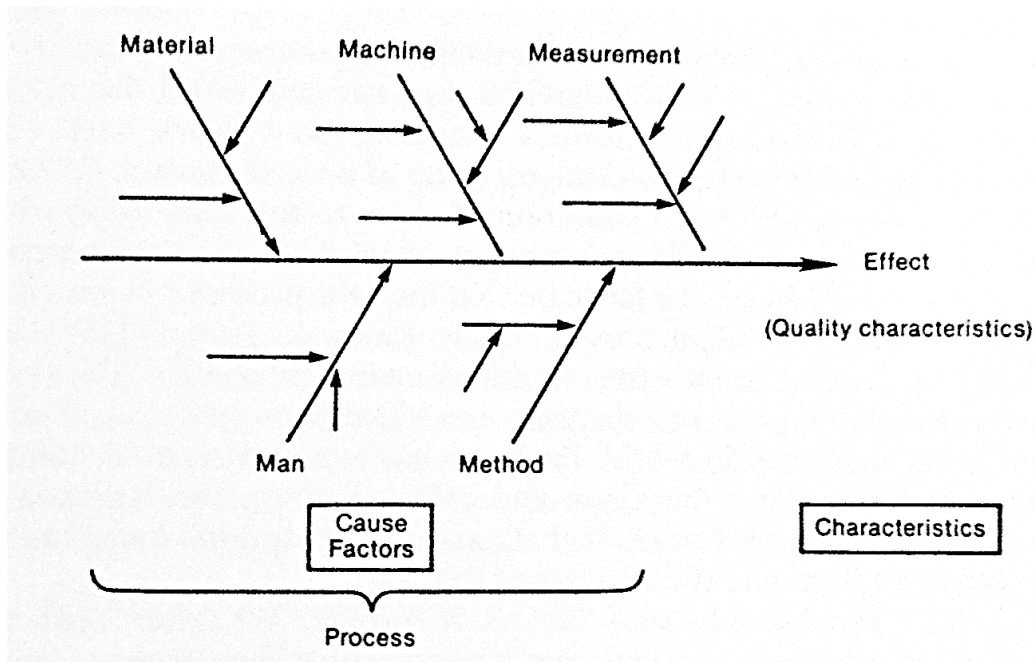 Material
Machine
Measurement
Effect
(Quality characteristics)
Man
Method
Cause
Factors
Characteristics
Process